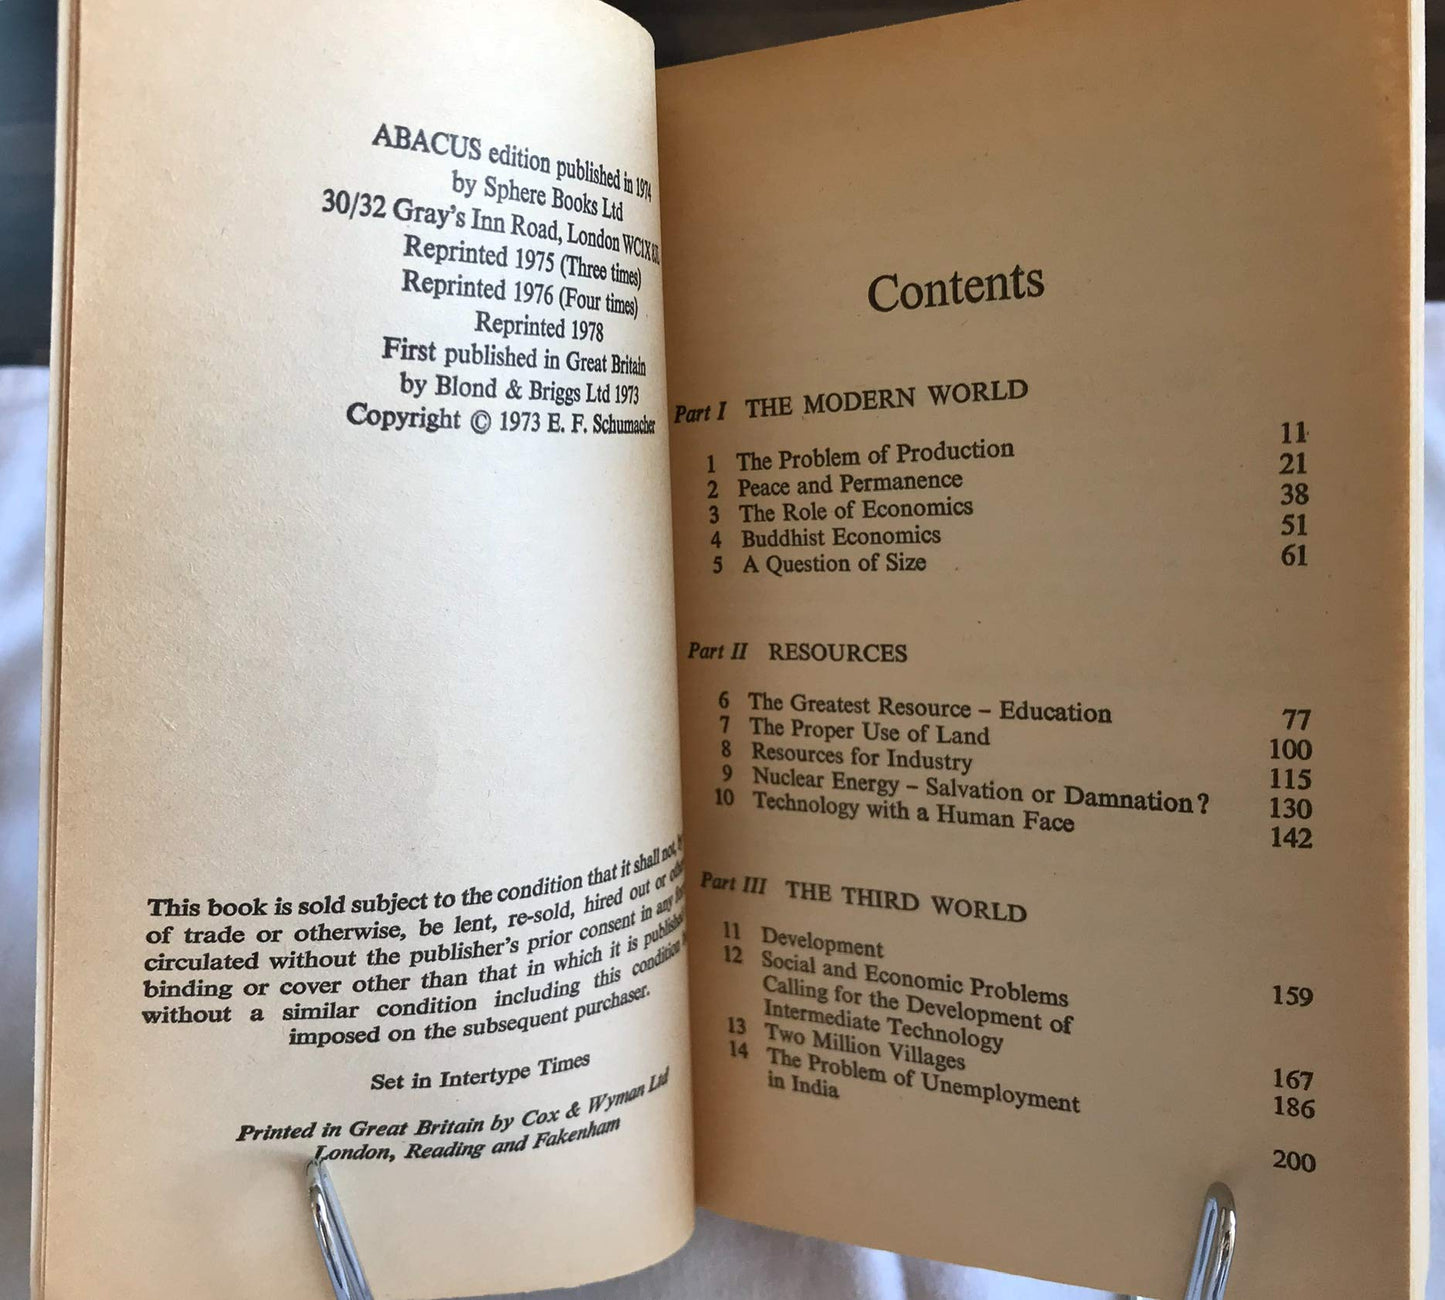 ABACUS edition published in 1974
by Sphere Books Ltd
30/32 Gray's Inn Road, London WC1X
Reprinted 1975 (Three times)
Reprinted 1976 (Four times)
Reprinted 1978
First published in Great Britain
by Blond & Briggs Ltd 1973
Copyright © 1973 E. F. Schumacher
This book is sold subject to the condition that it shall not,
of trade or otherwise, be lent, re-sold, hired out or
circulated without the publisher's prior consent in any
binding or cover other than that in which it is published
without a similar condition including this condition
imposed on the subsequent purchaser.
Set in Intertype Times
Printed in Great Britain by Cox & Wyman Ltd
London, Reading and Fakenham
Contents
Part I THE MODERN WORLD
1 The Problem of Production 11
2 Peace and Permanence 21
3 The Role of Economics 38
4 Buddhist Economics 51
5 A Question of Size 61
Part II RESOURCES
6 The Greatest Resource – Education 77
7 The Proper Use of Land 100
8 Resources for Industry 115
9 Nuclear Energy – Salvation or Damnation? 130
10 Technology with a Human Face 142
Part III THE THIRD WORLD
11 Development 159
12 Social and Economic Problems
Calling for the Development of
Intermediate Technology 167
13 Two Million Villages 186
14 The Problem of Unemployment
in India 200